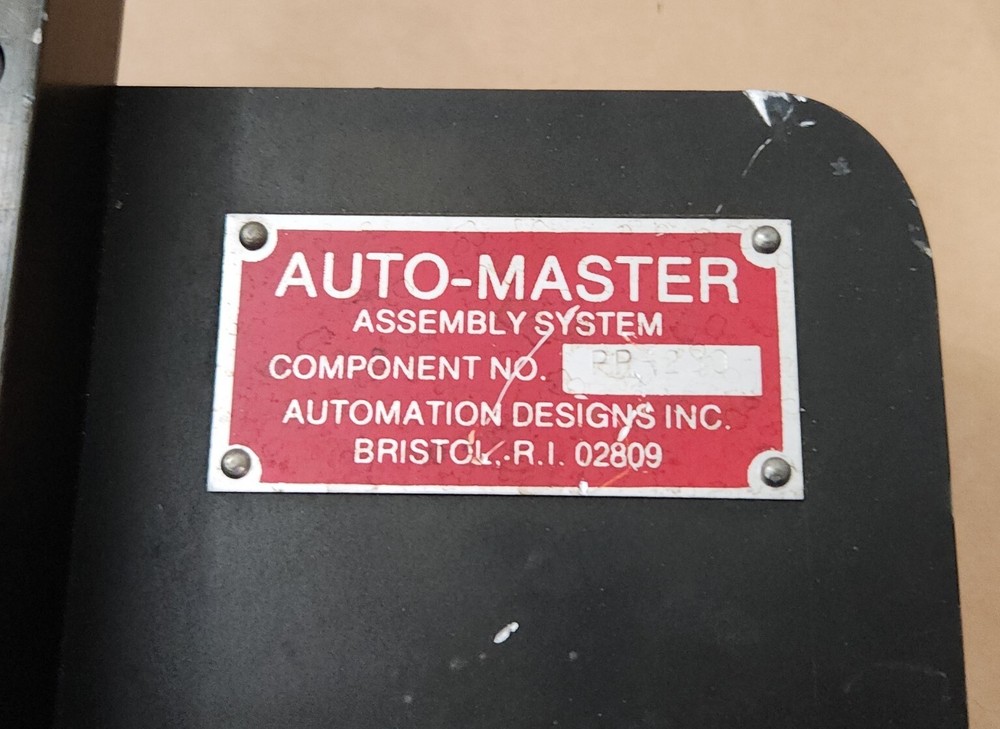 AUTO-MASTER
ASSEMBLY SYSTEM
COMPONENT NO.
AUTOMATION DESIGNS INC.
BRISTOL, R.I. 02809